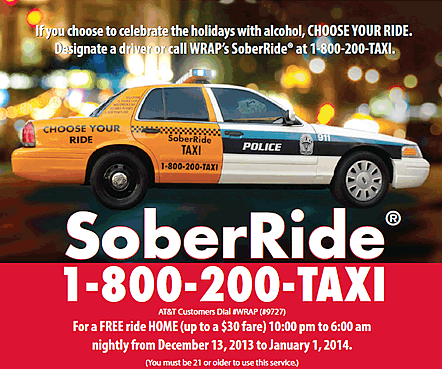 If you choose to celebrate the holidays with alcohol, CHOOSE YOUR RIDE.
Designate a driver or call WRAP's SoberRide® at 1-800-200-TAXI.
CHOOSE YOUR
RIDE
SoberRide
TAXI
1-800-200-TAXI
POLICE
911
SoberRide®
1-800-200-TAXI
AT&T Customers Dial #WRAP (#9727)
For a FREE ride HOME (up to a $30 fare) 10:00 pm to 6:00 am
nightly from December 13, 2013 to January 1, 2014.
(You must be 21 or older to use this service.)